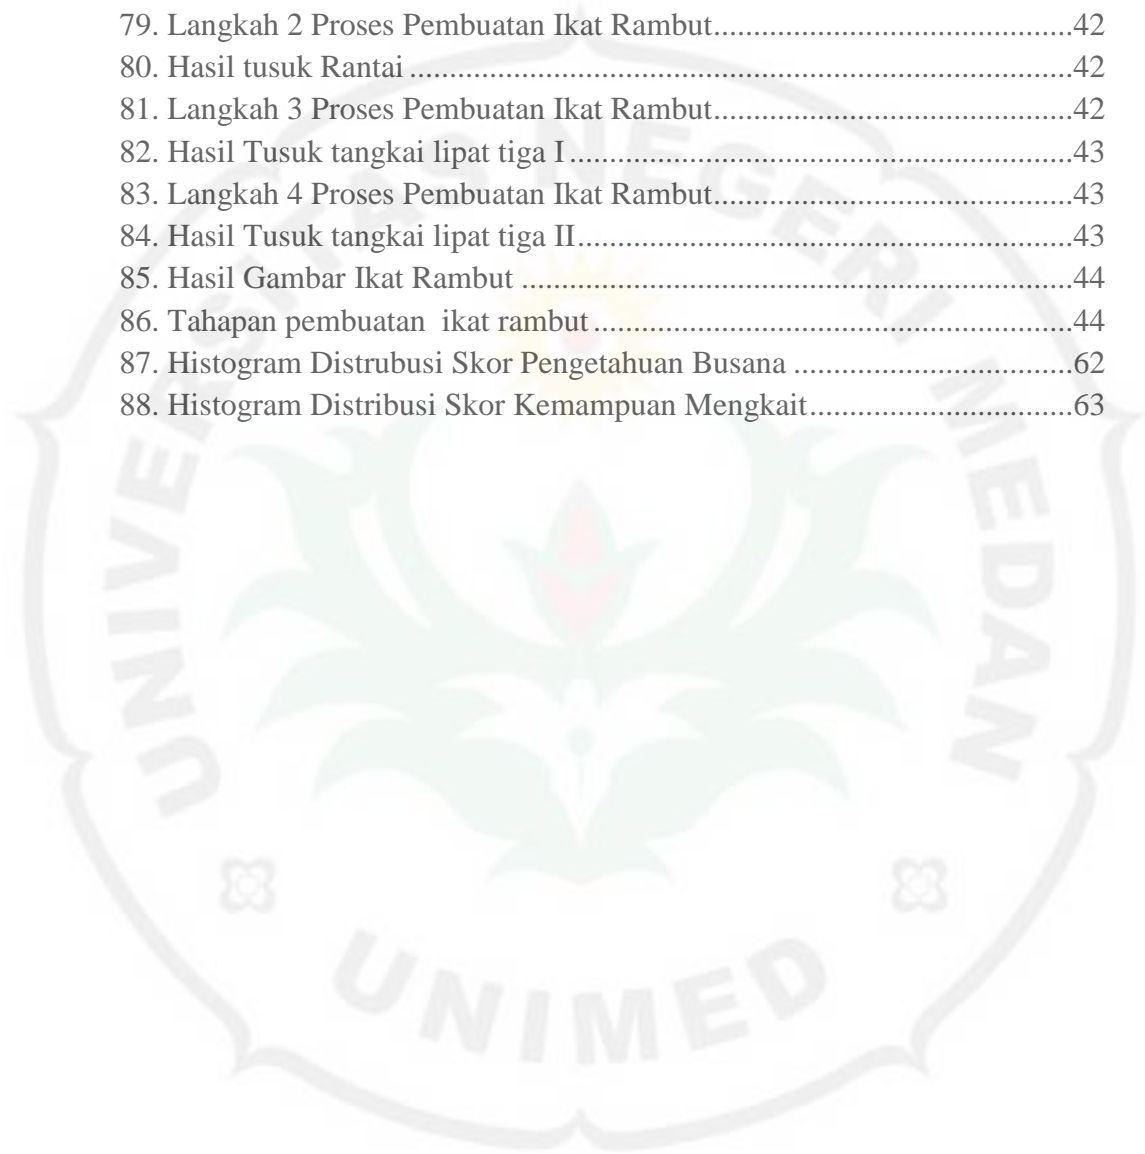 79. Langkah 2 Proses Pembuatan Ikat Rambut.......................................42
80. Hasil tusuk Rantai.........................................................................42
81. Langkah 3 Proses Pembuatan Ikat Rambut.......................................42
82. Hasil Tusuk tangkai lipat tiga I.......................................................43
83. Langkah 4 Proses Pembuatan Ikat Rambut.......................................43
84. Hasil Tusuk tangkai lipat tiga II......................................................43
85. Hasil Gambar Ikat Rambut .............................................................44
86. Tahapan pembuatan  ikat rambut.....................................................44
87. Histogram Distrubusi Skor Pengetahuan Busana ..............................62
88. Histogram Distribusi Skor Kemampuan Mengkait.............................63
UNIVERSITAS NEGERI MEDAN
UNIMED